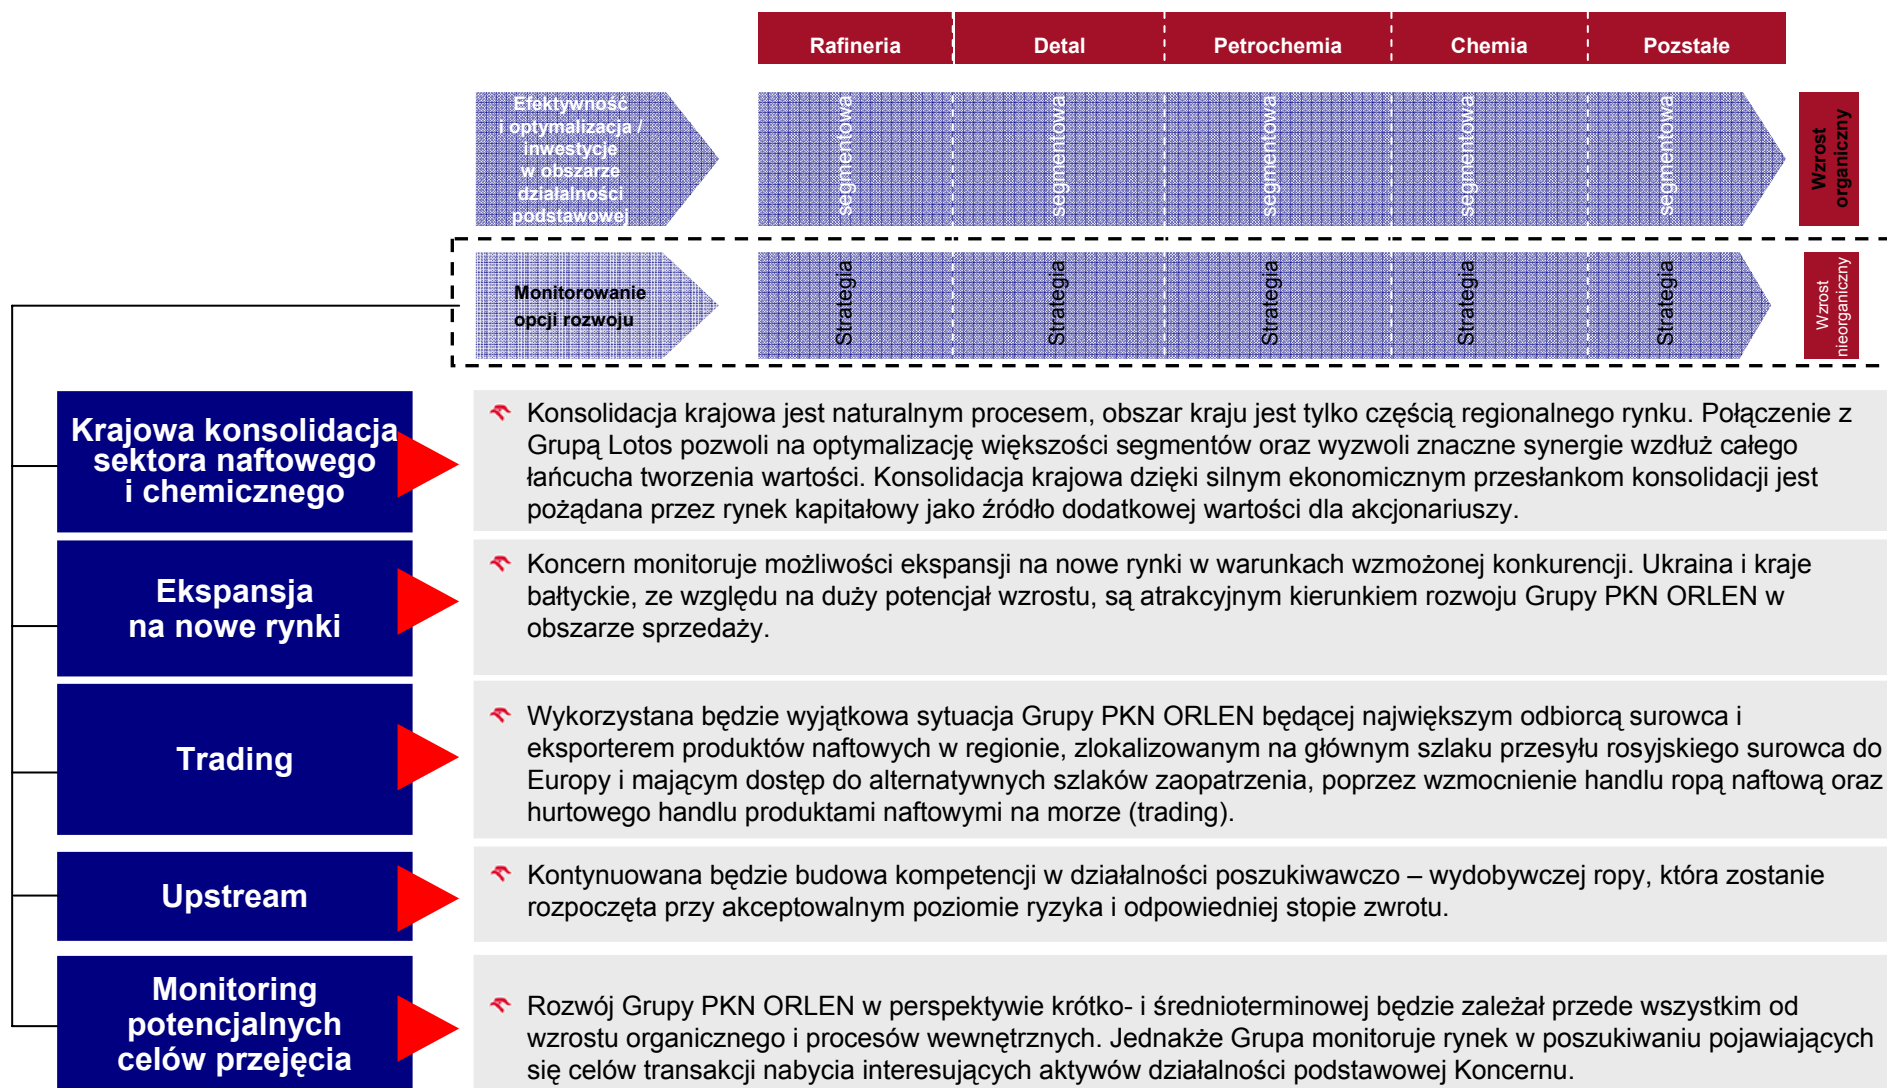 Rafineria Detal Petrochemia Chemia Pozstałe
Efektywność
i optymalizacja /
inwestycje
w obszarze
działalności
podstawowej
segmentowa segmentowa segmentowa segmentowa segmentowa
Wzrost
organiczny
Monitorowanie
opcji rozwoju
Strategia Strategia Strategia Strategia Strategia
Wzrost
nieorganiczny
Krajowa konsolidacja
sektora naftowego
i chemicznego
Konsolidacja krajowa jest naturalnym procesem, obszar kraju jest tylko częścią regionalnego rynku. Połączenie z
Grupą Lotos pozwoli na optymalizację większości segmentów oraz wyzwoli znaczne synergie wzdłuż całego
łańcucha tworzenia wartości. Konsolidacja krajowa dzięki silnym ekonomicznym przesłankom konsolidacji jest
pożądana przez rynek kapitałowy jako źródło dodatkowej wartości dla akcjonariuszy.
Ekspansja
na nowe rynki
Koncern monitoruje możliwości ekspansji na nowe rynki w warunkach wzmożonej konkurencji. Ukraina i kraje
bałtyckie, ze względu na duży potencjał wzrostu, są atrakcyjnym kierunkiem rozwoju Grupy PKN ORLEN w
obszarze sprzedaży.
Trading
Wykorzystana będzie wyjątkowa sytuacja Grupy PKN ORLEN będącej największym odbiorcą surowca i
eksporterem produktów naftowych w regionie, zlokalizowanym na głównym szlaku przesyłu rosyjskiego surowca do
Europy i mającym dostęp do alternatywnych szlaków zaopatrzenia, poprzez wzmocnienie handlu ropą naftową oraz
hurtowego handlu produktami naftowymi na morze (trading).
Upstream
Kontynuowana będzie budowa kompetencji w działalności poszukiwawczo – wydobywczej ropy, która zostanie
rozpoczęta przy akceptowalnym poziomie ryzyka i odpowiedniej stopie zwrotu.
Monitoring
potencjalnych
celów przejęcia
Rozwój Grupy PKN ORLEN w perspektywie krótko- i średnioterminowej będzie zależał przede wszystkim od
wzrostu organicznego i procesów wewnętrznych. Jednakże Grupa monitoruje rynek w poszukiwaniu pojawiających
się celów transakcji nabycia interesujących aktywów działalności podstawowej Koncernu.